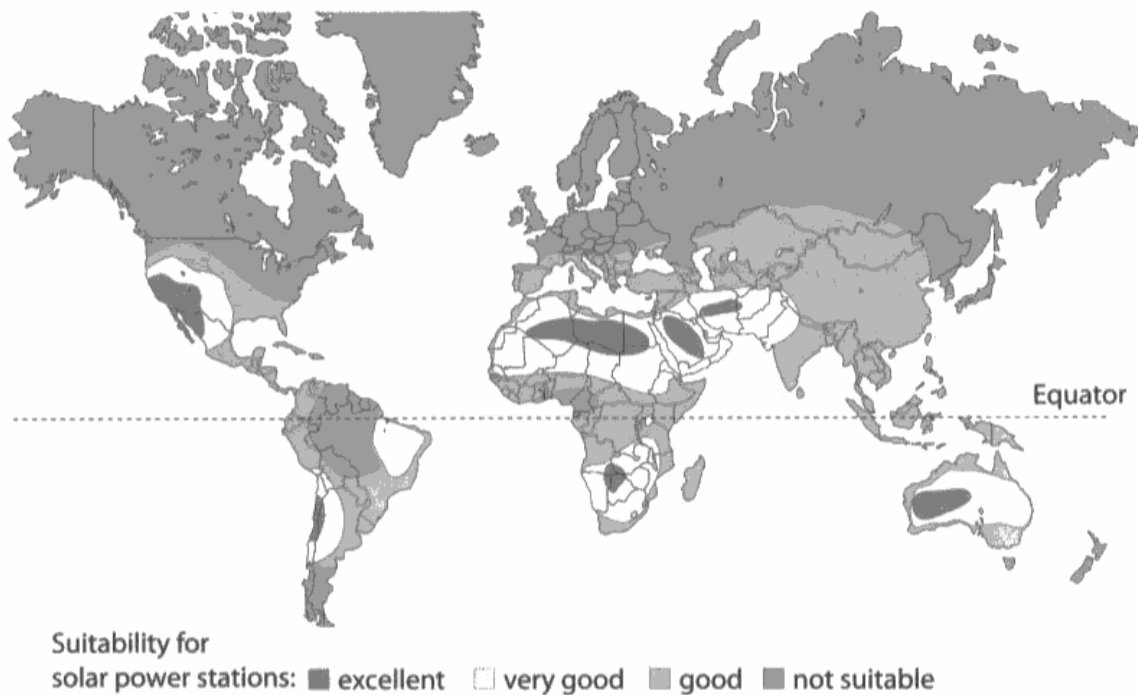 Equator
Suitability for
solar power stations: excellent very good good not suitable